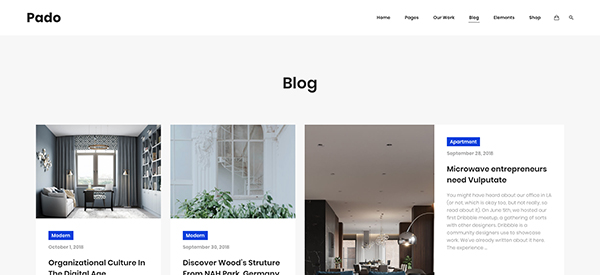 Pado
Home Pages Our Work Blog Elements Shop
Blog
Modern
October 1, 2018
Organizational Culture In
The Digital Age
Modern
September 30, 2018
Discover Wood's Struture
From NAH Park, Germany
Apartment
September 28, 2018
Microwave entrepreneurs
need Vulputate
You might have heard about our office in LA
(or not, which is okay too, but not really, so
read about it). On June 5th, we hosted our
first Dribbble meetup, a gathering of sorts
with other designers. Dribbble is a
community designers use to showcase
work. We've already written about it here.
The experience ...